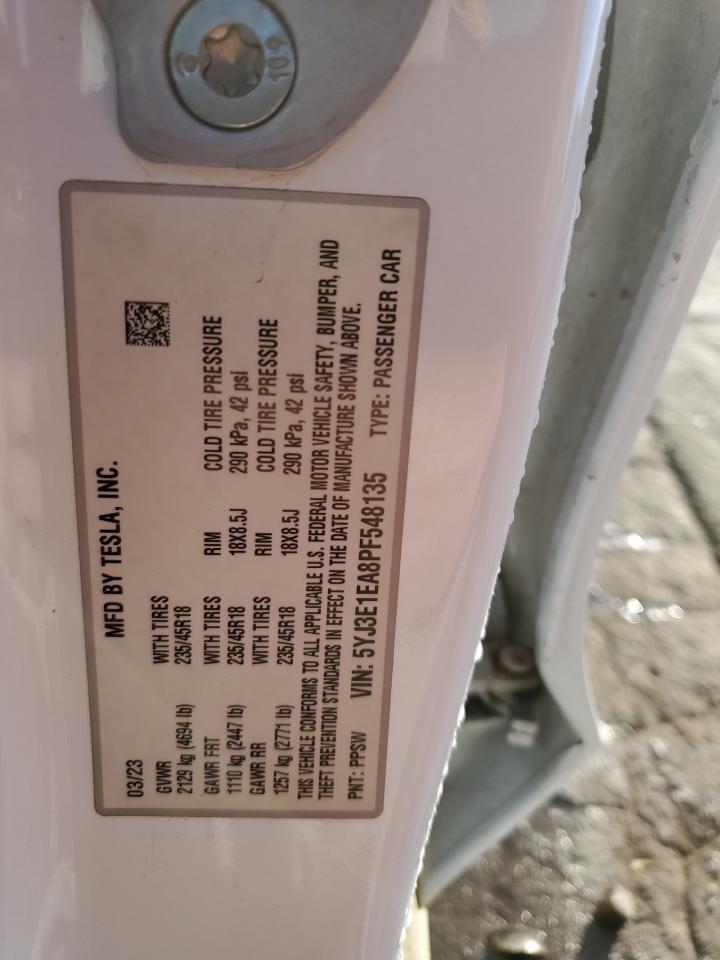 10.9
MFD BY TESLA, INC.
03/23
GVWR WITH TIRES
2129 kg (4694 lb) 235/45R18
GAWR FRT WITH TIRES RIM COLD TIRE PRESSURE
1110 kg (2447 lb) 235/45R18 18X8.5J 290 kPa, 42 psi
GAWR RR WITH TIRES RIM COLD TIRE PRESSURE
1257 kg (2771 lb) 235/45R18 18X8.5J 290 kPa, 42 psi
THIS VEHICLE CONFORMS TO ALL APPLICABLE U.S. FEDERAL MOTOR VEHICLE SAFETY, BUMPER, AND
THEFT PREVENTION STANDARDS IN EFFECT ON THE DATE OF MANUFACTURE SHOWN ABOVE.
PNT: PPSW VIN: 5YJ3E1EA8PF548135 TYPE: PASSENGER CAR